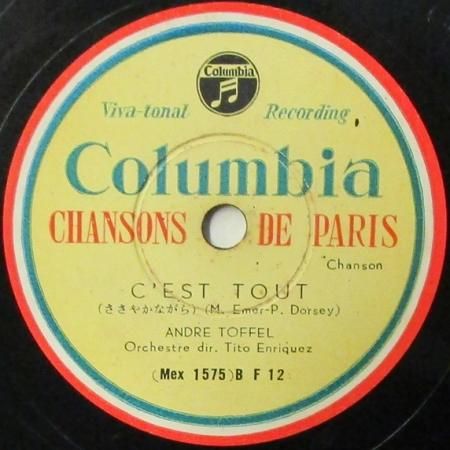 Columbia
Viva-tonal Recording
Columbia
CHANSONS DE PARIS
Chanson
C'EST TOUT
(ささやかながら) (M. Emer-P. Dorsey)
ANDRE TOFFEL
Orchestre dir. Tito Enriquez
(Mex 1575) B F 12